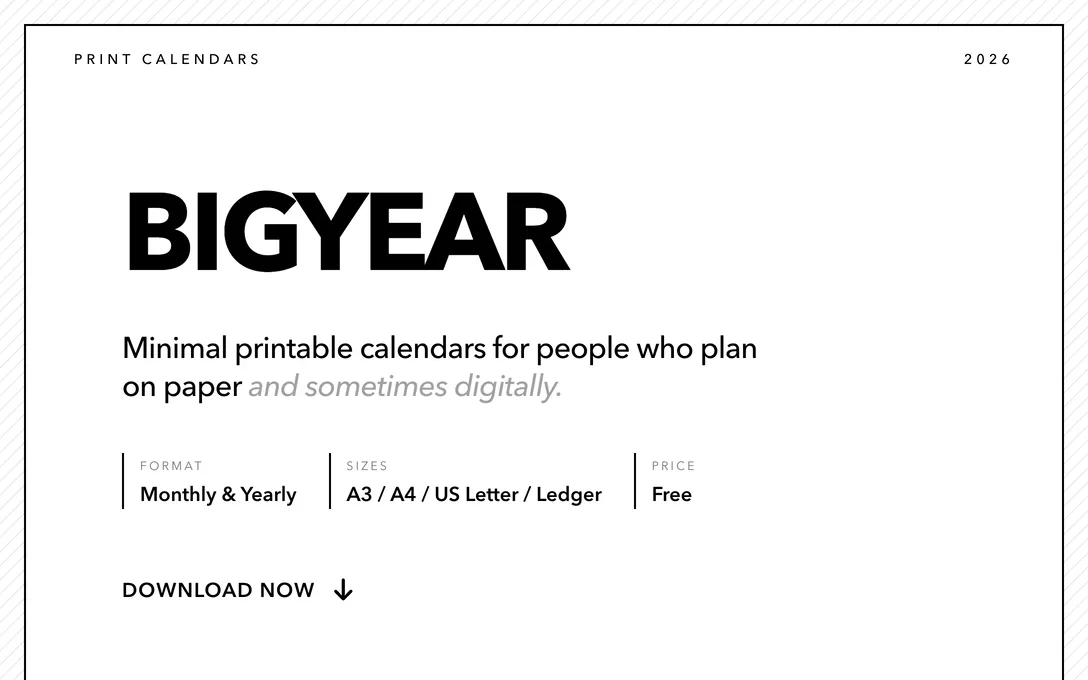 PRINT CALENDARS
2026
BIGYEAR
Minimal printable calendars for people who plan
on paper and sometimes digitally.
FORMAT
Monthly & Yearly
SIZES
A3 / A4 / US Letter / Ledger
PRICE
Free
DOWNLOAD NOW